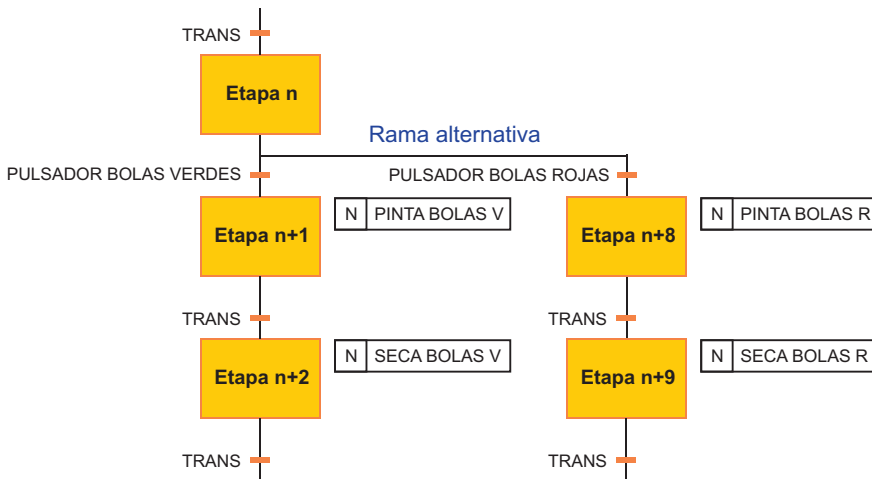 TRANS
Etapa n
Rama alternativa
PULSADOR BOLAS VERDES
PULSADOR BOLAS ROJAS
Etapa n+1
N PINTA BOLAS V
Etapa n+8
N PINTA BOLAS R
TRANS
TRANS
Etapa n+2
N SECA BOLAS V
Etapa n+9
N SECA BOLAS R
TRANS
TRANS